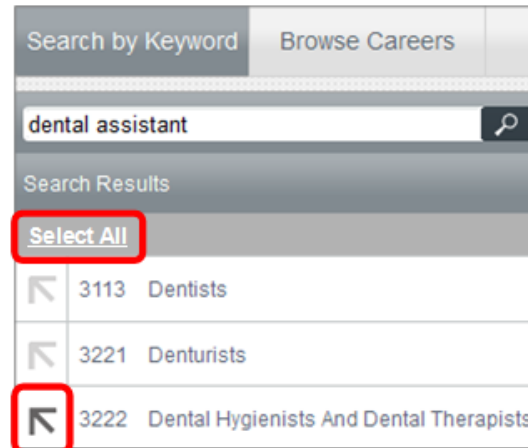 Search by Keyword Browse Careers
dental assistant
Search Results
Select All
3113 Dentists
3221 Denturists
3222 Dental Hygienists And Dental Therapists